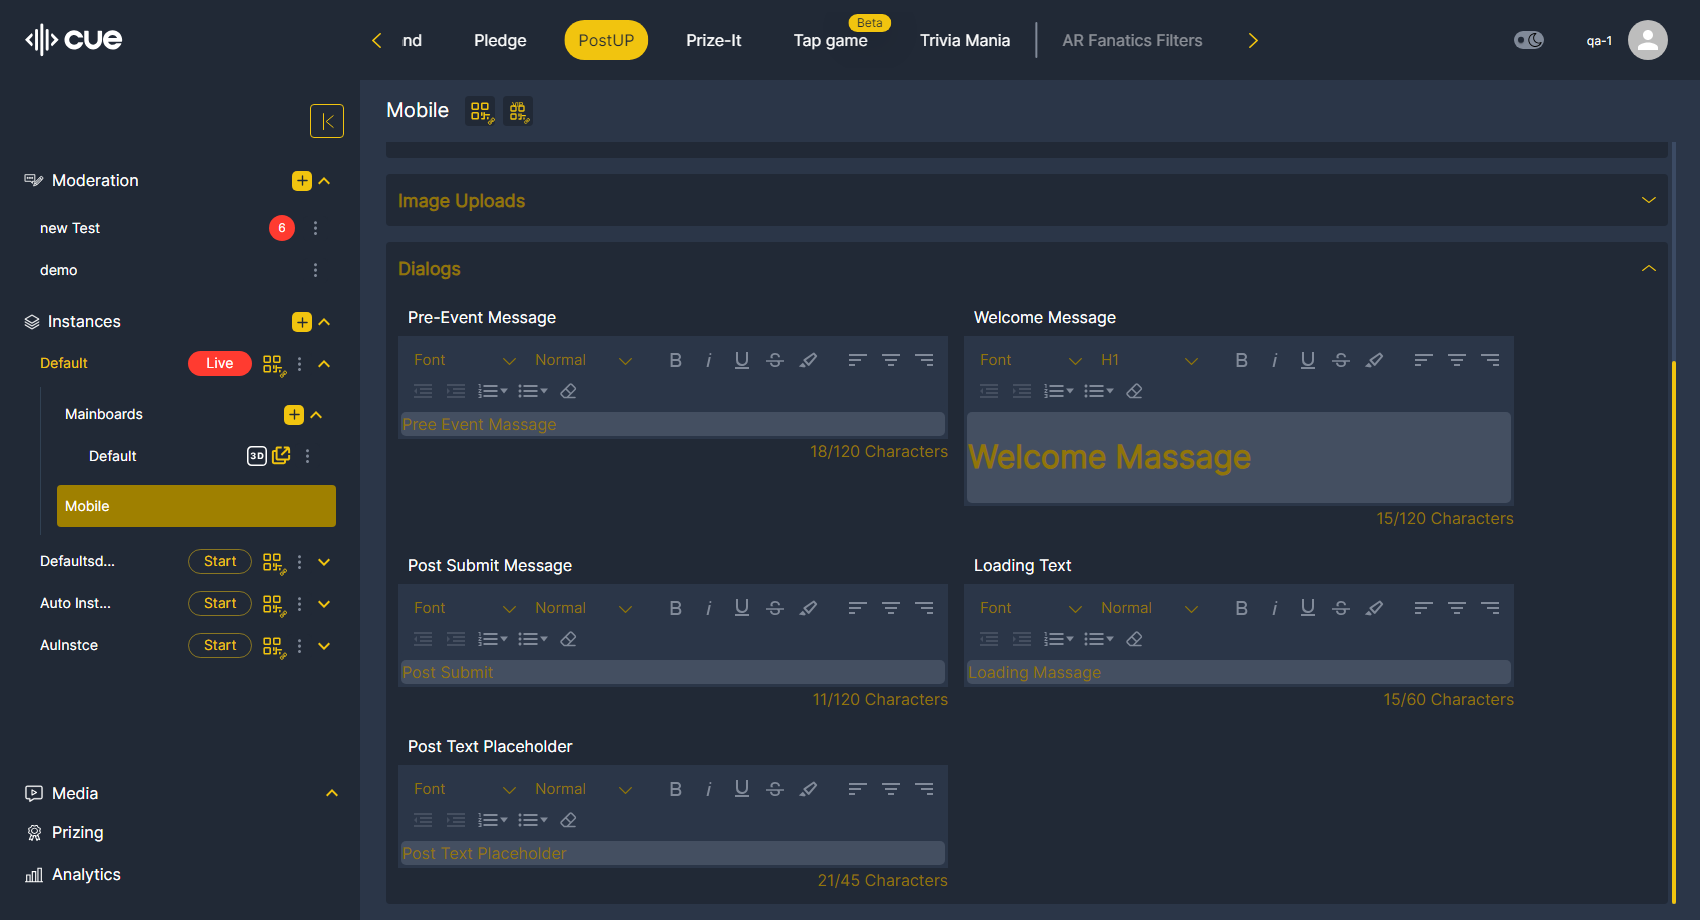 cue
nd
Pledge
PostUP
Prize-It
Beta
Tap game
Trivia Mania
AR Fanatics Filters
qa-1
Moderation
new Test
6
demo
Instances
Default
Live
Mainboards
Default
3D
Mobile
Defaultsd...
Start
Auto Inst...
Start
AuInstce
Start
Media
Prizing
Analytics
Mobile
Image Uploads
Dialogs
Pre-Event Message
Font Normal B i U S
Pree Event Massage
18/120 Characters
Welcome Message
Font H1 B i U S
Welcome Massage
15/120 Characters
Post Submit Message
Font Normal B i U S
Post Submit
11/120 Characters
Loading Text
Font Normal B i U S
Loading Massage
15/60 Characters
Post Text Placeholder
Font Normal B i U S
Post Text Placeholder
21/45 Characters